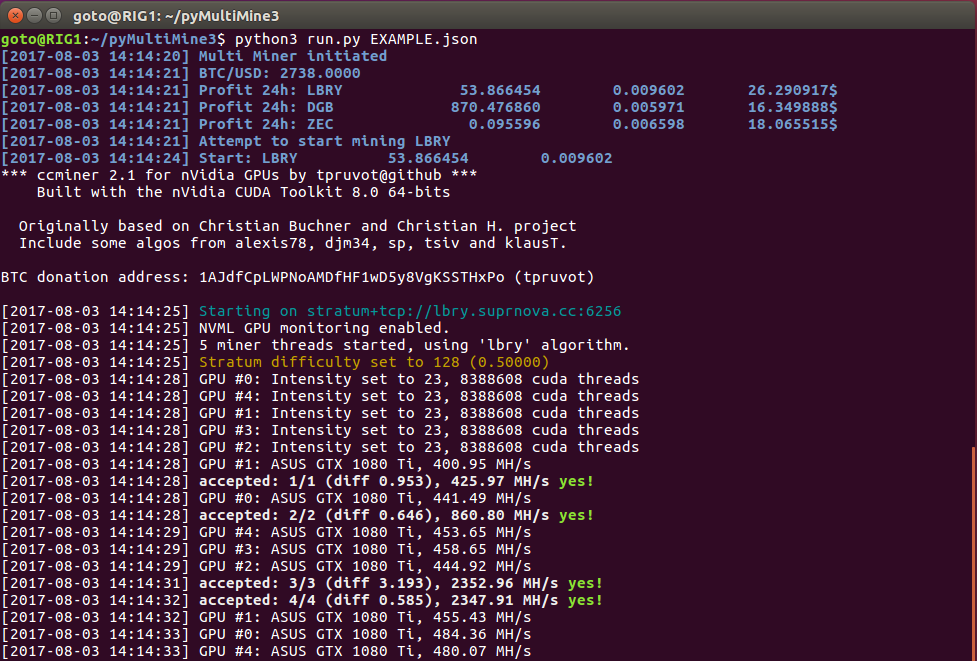 goto@RIG1: ~/pyMultiMine3
goto@RIG1:~/pyMultiMine3$ python3 run.py EXAMPLE.json
[2017-08-03 14:14:20] Multi Miner initiated
[2017-08-03 14:14:21] BTC/USD: 2738.0000
[2017-08-03 14:14:21] Profit 24h: LBRY 53.866454 0.009602 26.290917$
[2017-08-03 14:14:21] Profit 24h: DGB 870.476860 0.005971 16.349888$
[2017-08-03 14:14:21] Profit 24h: ZEC 0.095596 0.006598 18.065515$
[2017-08-03 14:14:21] Attempt to start mining LBRY
[2017-08-03 14:14:24] Start: LBRY 53.866454 0.009602
*** ccminer 2.1 for nVidia GPUs by tpruvot@github ***
Built with the nVidia CUDA Toolkit 8.0 64-bits
Originally based on Christian Buchner and Christian H. project
Include some algos from alexis78, djm34, sp, tsiv and klausT.
BTC donation address: 1AJdfCpLWPNoAMDfHF1wD5y8VgKSSTHxPo (tpruvot)
[2017-08-03 14:14:25] Starting on stratum+tcp://lbry.suprnova.cc:6256
[2017-08-03 14:14:25] NVML GPU monitoring enabled.
[2017-08-03 14:14:25] 5 miner threads started, using 'lbry' algorithm.
[2017-08-03 14:14:25] Stratum difficulty set to 128 (0.50000)
[2017-08-03 14:14:28] GPU #0: Intensity set to 23, 8388608 cuda threads
[2017-08-03 14:14:28] GPU #4: Intensity set to 23, 8388608 cuda threads
[2017-08-03 14:14:28] GPU #1: Intensity set to 23, 8388608 cuda threads
[2017-08-03 14:14:28] GPU #3: Intensity set to 23, 8388608 cuda threads
[2017-08-03 14:14:28] GPU #2: Intensity set to 23, 8388608 cuda threads
[2017-08-03 14:14:28] GPU #1: ASUS GTX 1080 Ti, 400.95 MH/s
[2017-08-03 14:14:28] accepted: 1/1 (diff 0.953), 425.97 MH/s yes!
[2017-08-03 14:14:28] GPU #0: ASUS GTX 1080 Ti, 441.49 MH/s
[2017-08-03 14:14:28] accepted: 2/2 (diff 0.646), 860.80 MH/s yes!
[2017-08-03 14:14:29] GPU #4: ASUS GTX 1080 Ti, 453.65 MH/s
[2017-08-03 14:14:29] GPU #3: ASUS GTX 1080 Ti, 458.65 MH/s
[2017-08-03 14:14:29] GPU #2: ASUS GTX 1080 Ti, 444.92 MH/s
[2017-08-03 14:14:31] accepted: 3/3 (diff 3.193), 2352.96 MH/s yes!
[2017-08-03 14:14:32] accepted: 4/4 (diff 0.585), 2347.91 MH/s yes!
[2017-08-03 14:14:32] GPU #1: ASUS GTX 1080 Ti, 455.43 MH/s
[2017-08-03 14:14:33] GPU #0: ASUS GTX 1080 Ti, 484.36 MH/s
[2017-08-03 14:14:33] GPU #4: ASUS GTX 1080 Ti, 480.07 MH/s